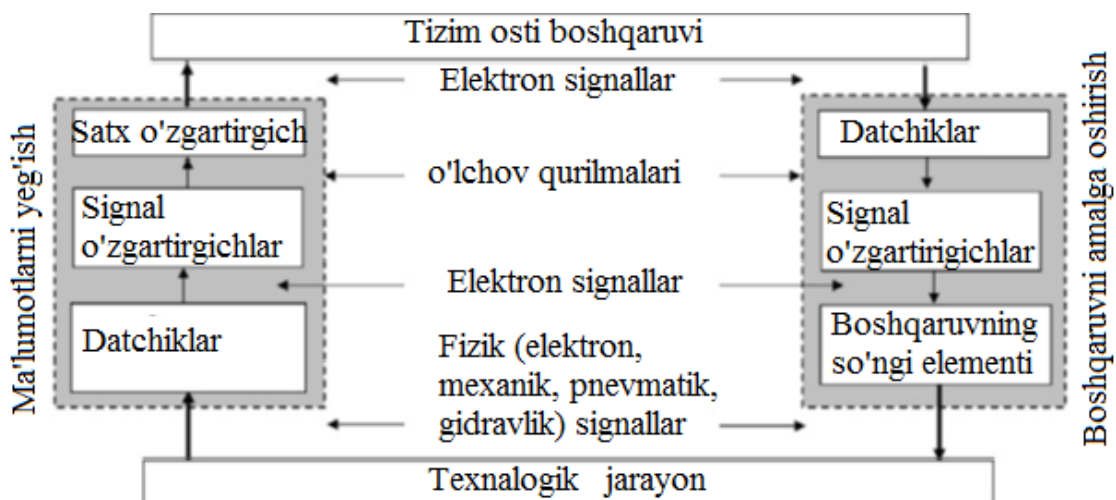 Tizim osti boshqaruvi
Ma'lumotlarni yeg'ish
Satx o'zgartirgich
Signal
o'zgartirgichlar
Datchiklar
Elektron signallar
o'lchov qurilmalari
Elektron signallar
Fizik (elektron,
mexanik, pnevmatik,
gidravlik) signallar
Datchiklar
Signal
o'zgartirigichlar
Boshqaruvning
so'ngi elementi
Boshqaruvni amalga oshirish
Texnalogik jarayon